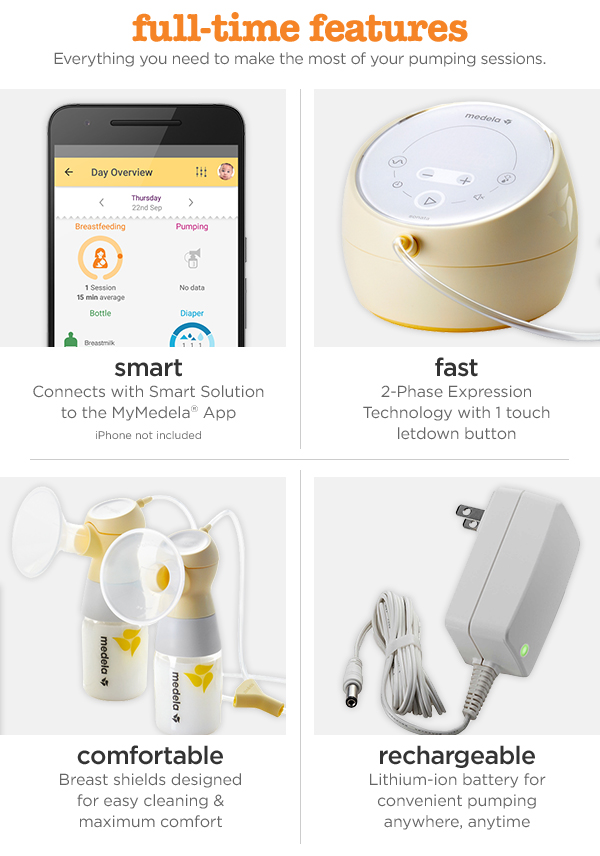 full-time features
Everything you need to make the most of your pumping sessions.
Day Overview
Thursday
22nd Sep
Breastfeeding
Pumping
1 Session
15 min average
No data
Bottle
Diaper
Breastmilk
1 1 1
medela
smart
Connects with Smart Solution
to the MyMedela® App
iPhone not included
fast
2-Phase Expression
Technology with 1 touch
letdown button
medela
medela
comfortable
Breast shields designed
for easy cleaning &
maximum comfort
rechargeable
Lithium-ion battery for
convenient pumping
anywhere, anytime